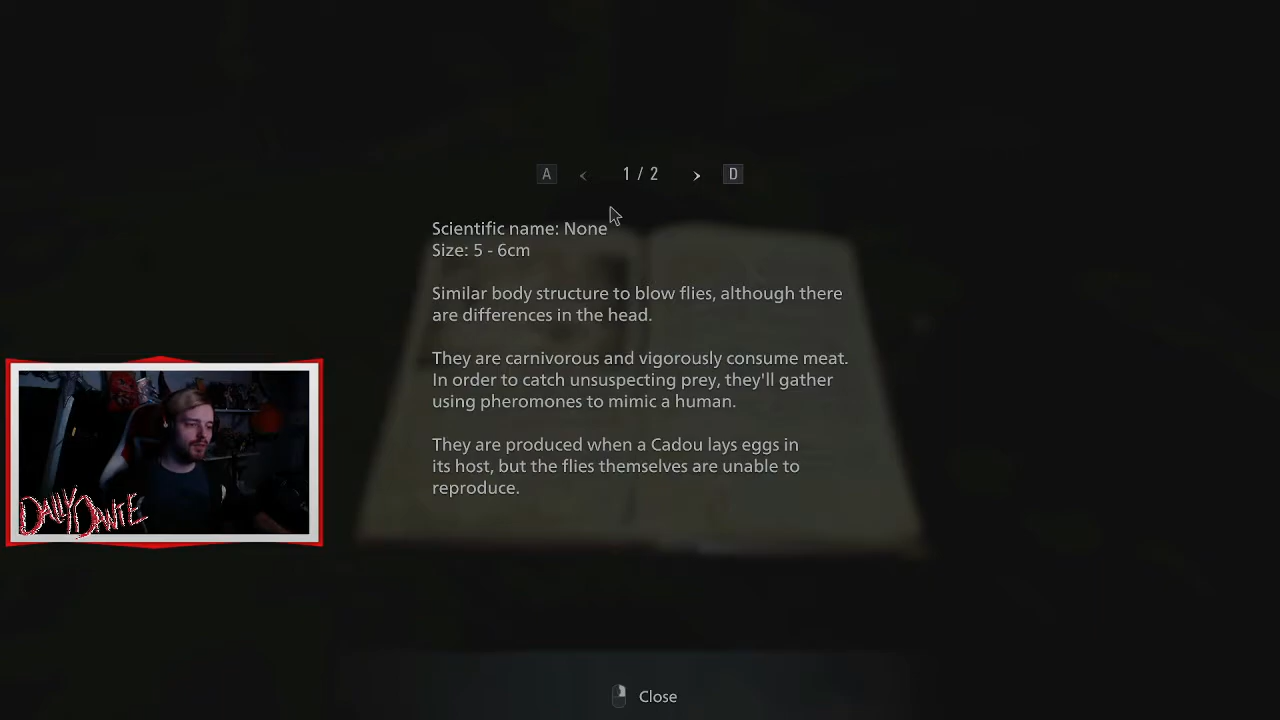 A < 1 / 2 > D
Scientific name: None
Size: 5 - 6cm
Similar body structure to blow flies, although there
are differences in the head.
They are carnivorous and vigorously consume meat.
In order to catch unsuspecting prey, they'll gather
using pheromones to mimic a human.
They are produced when a Cadou lays eggs in
its host, but the flies themselves are unable to
reproduce.
DAILYDANTE
Close